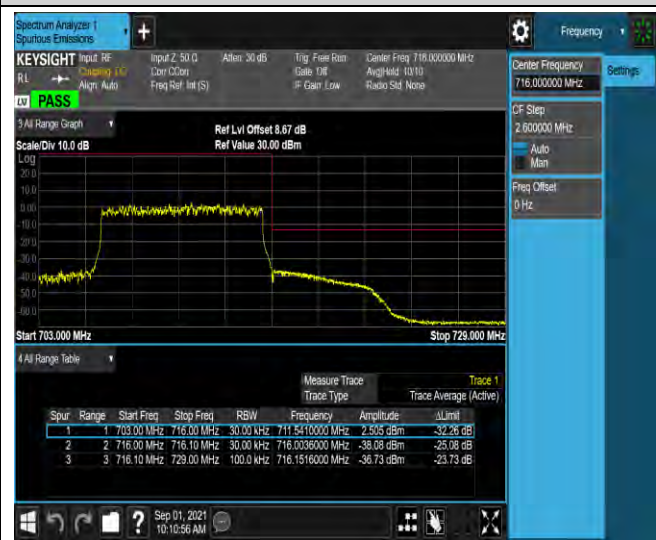 Spectrum Analyzer 1
Spurious Emissions
Frequency
KEYSIGHT Input: RF Input Z: 50 Ω Atten: 30 dB Trig: Free Run Center Freq: 716.000000 MHz
RL Coupling: DC Corr CCorr Gate: Off Avg|Hold: 10/10
Align: Auto Freq Ref: Int (S) IF Gain: Low Radio Std: None
LV PASS
Center Frequency
716.000000 MHz
Settings
CF Step
2.600000 MHz
Auto
Man
Freq Offset
0 Hz
3 All Range Graph
Ref Lvl Offset 8.67 dB
Scale/Div 10.0 dB Ref Value 30.00 dBm
Log
20.0
10.0
0.00
-10.0
-20.0
-30.0
-40.0
-50.0
-60.0
Start 703.000 MHz Stop 729.000 MHz
4 All Range Table
Measure Trace Trace 1
Trace Type Trace Average (Active)
Spur Range Start Freq Stop Freq RBW Frequency Amplitude ΔLimit
1 1 703.00 MHz 716.00 MHz 30.00 kHz 711.5410000 MHz 2.505 dBm -32.26 dB
2 2 716.00 MHz 716.10 MHz 30.00 kHz 716.0036000 MHz -38.08 dBm -25.08 dB
3 3 716.10 MHz 729.00 MHz 100.0 kHz 716.1516000 MHz -36.73 dBm -23.73 dB
Sep 01, 2021
10:10:56 AM